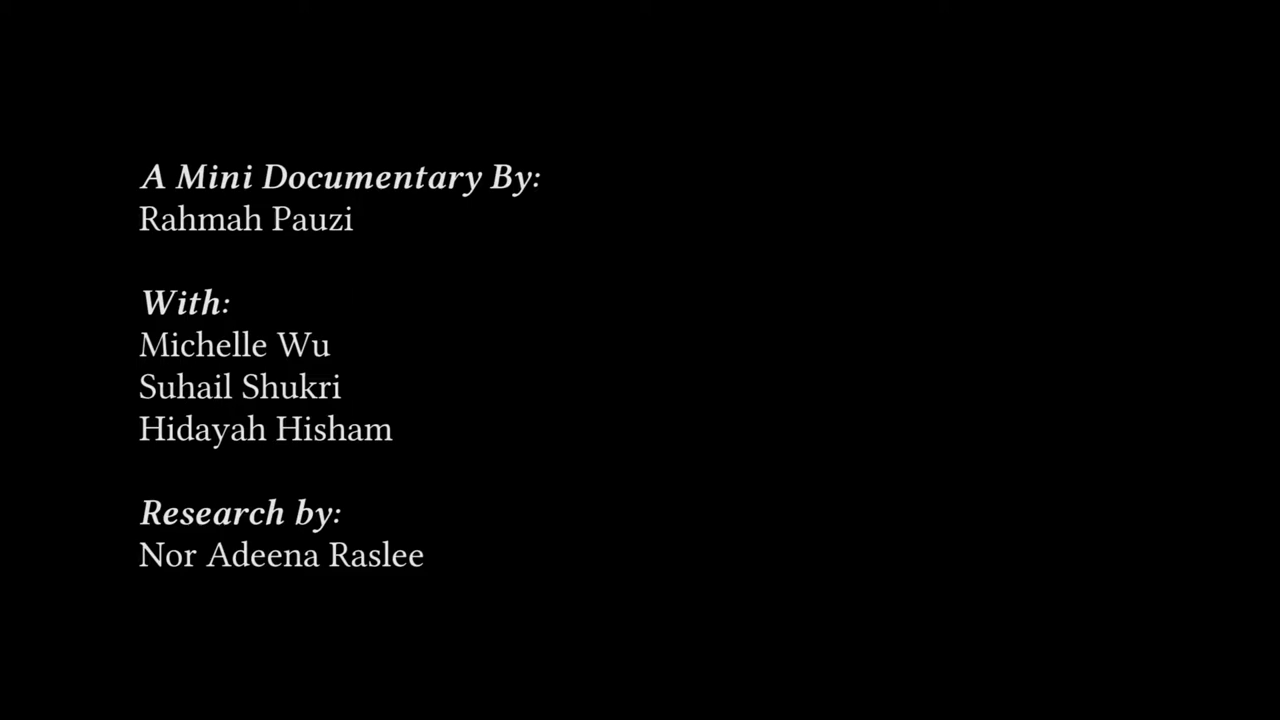 A Mini Documentary By:
Rahmah Pauzi
With:
Michelle Wu
Suhail Shukri
Hidayah Hisham
Research by:
Nor Adeena Raslee